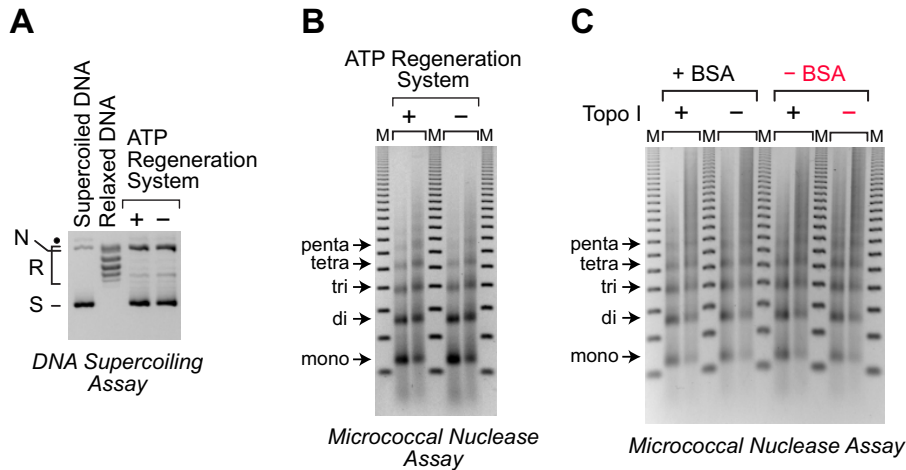 A
Supercoiled DNA
Relaxed DNA
ATP
Regeneration
System
+ −
N
R
S
DNA Supercoiling
Assay
B
ATP Regeneration
System
+ −
M M M
penta
tetra
tri
di
mono
Micrococcal Nuclease
Assay
C
+ BSA − BSA
Topo I + − + −
M M M M M
penta
tetra
tri
di
mono
Micrococcal Nuclease Assay